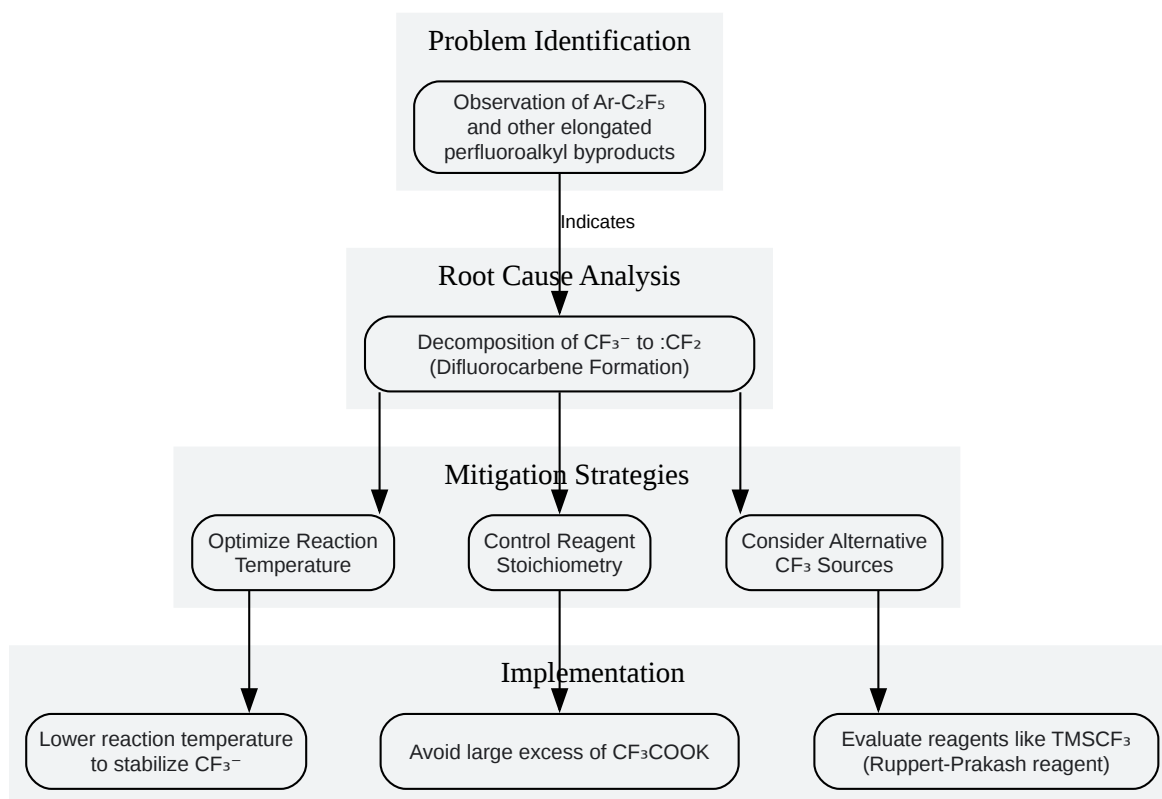 Problem Identification
Observation of Ar-C₂F₅
and other elongated
perfluoroalkyl byproducts
Indicates
Root Cause Analysis
Decomposition of CF₃⁻ to :CF₂
(Difluorocarbene Formation)
Mitigation Strategies
Optimize Reaction
Temperature
Control Reagent
Stoichiometry
Consider Alternative
CF₃ Sources
Implementation
Lower reaction temperature
to stabilize CF₃⁻
Avoid large excess of CF₃COOK
Evaluate reagents like TMSCF₃
(Ruppert-Prakash reagent)